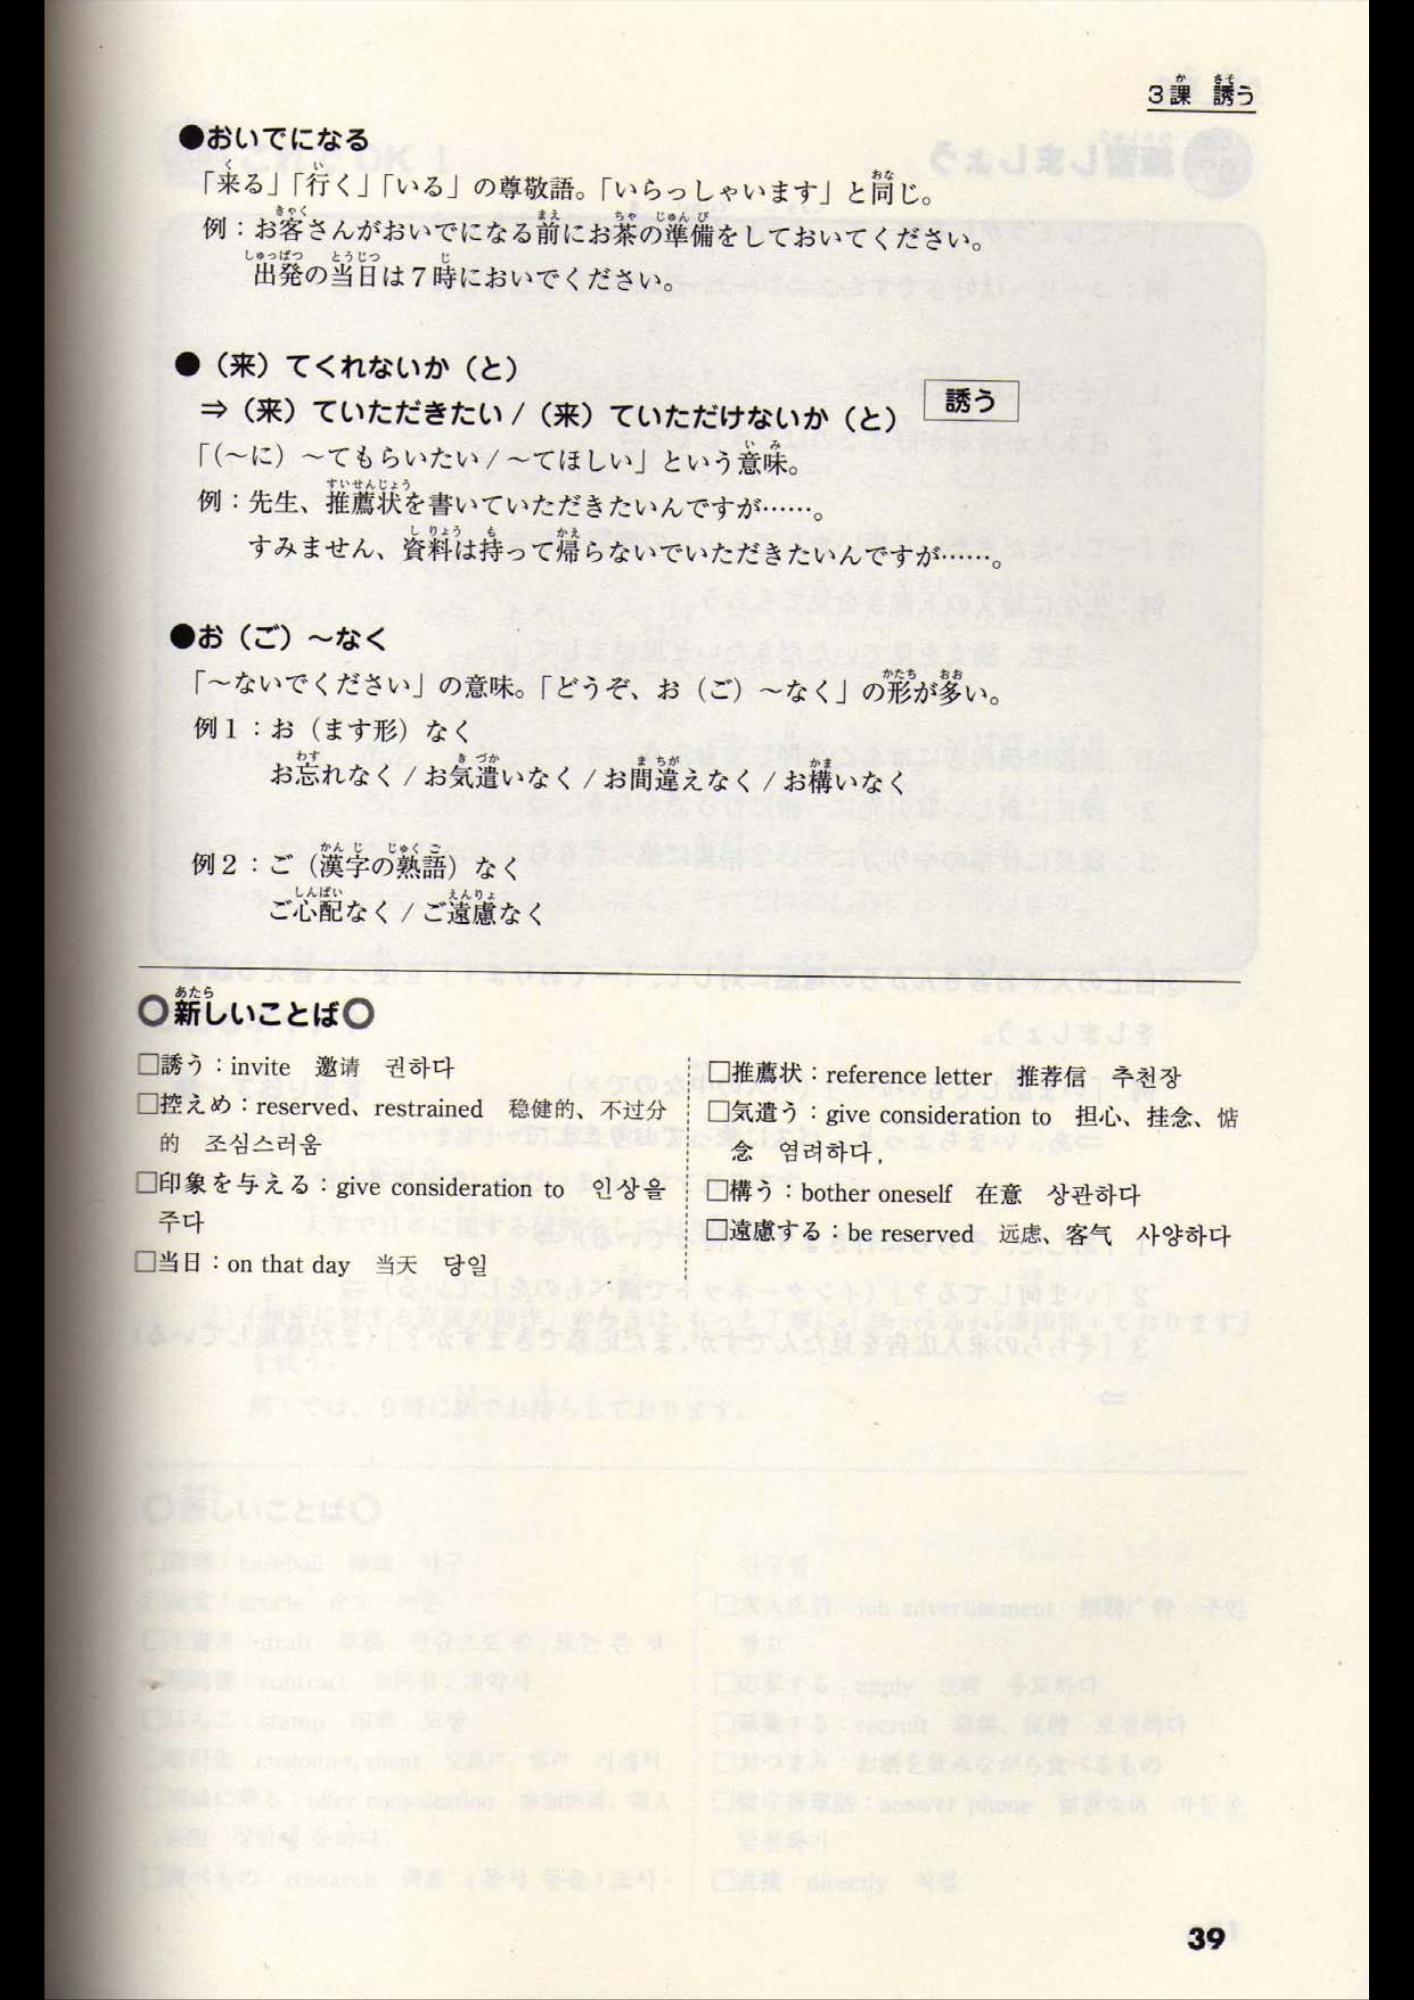 3課 誘う
●おいでになる
「来る」「行く」「いる」の尊敬語。「いらっしゃいます」と同じ。
例：お客さんがおいでになる前にお茶の準備をしておいてください。
出発の当日は7時においでください。
●（来）てくれないか（と）
⇒（来）ていただきたい / （来）ていただけないか（と） 誘う
「(～に）～てもらいたい / ～てほしい」という意味。
例：先生、推薦状を書いていただきたいんですが……。
すみません、資料は持って帰らないでいただきたいんですが……。
●お（ご）～なく
「～ないでください」の意味。「どうぞ、お（ご）～なく」の形が多い。
例1：お（ます形）なく
お忘れなく / お気遣いなく / お間違えなく / お構いなく
例2：ご（漢字の熟語）なく
ご心配なく / ご遠慮なく
○新しいことば○
□誘う：invite 邀请 권하다
□控えめ：reserved、restrained 稳健的、不过分
的 조심스러움
□印象を与える：give consideration to 인상을
주다
□当日：on that day 当天 당일
□推薦状：reference letter 推荐信 추천장
□気遣う：give consideration to 担心、挂念、惦
念 염려하다.
□構う：bother oneself 在意 상관하다
□遠慮する：be reserved 远虑、客气 사양하다
39